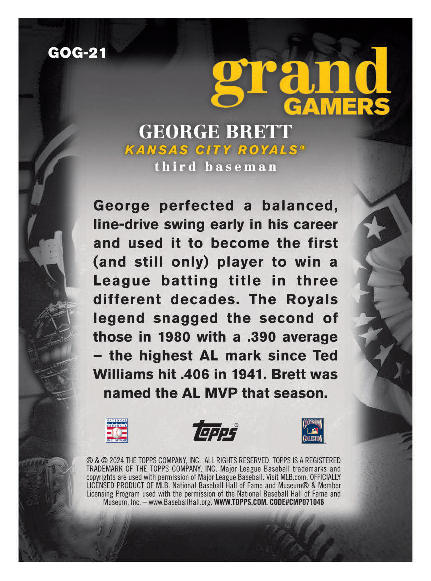 GOG-21
grand
GAMERS
GEORGE BRETT
KANSAS CITY ROYALS®
third baseman
George perfected a balanced,
line-drive swing early in his career
and used it to become the first
(and still only) player to win a
League batting title in three
different decades. The Royals
legend snagged the second of
those in 1980 with a .390 average
– the highest AL mark since Ted
Williams hit .406 in 1941. Brett was
named the AL MVP that season.
topps
® & © 2024 THE TOPPS COMPANY, INC. ALL RIGHTS RESERVED. TOPPS IS A REGISTERED
TRADEMARK OF THE TOPPS COMPANY, INC. Major League Baseball trademarks and
copyrights are used with permission of Major League Baseball. Visit MLB.com. OFFICIALLY
LICENSED PRODUCT OF MLB. National Baseball Hall of Fame and Museum® & Member
Licensing Program used with the permission of the National Baseball Hall of Fame and
Museum, Inc. – www.BaseballHall.org. WWW.TOPPS.COM. CODE#CMP071046